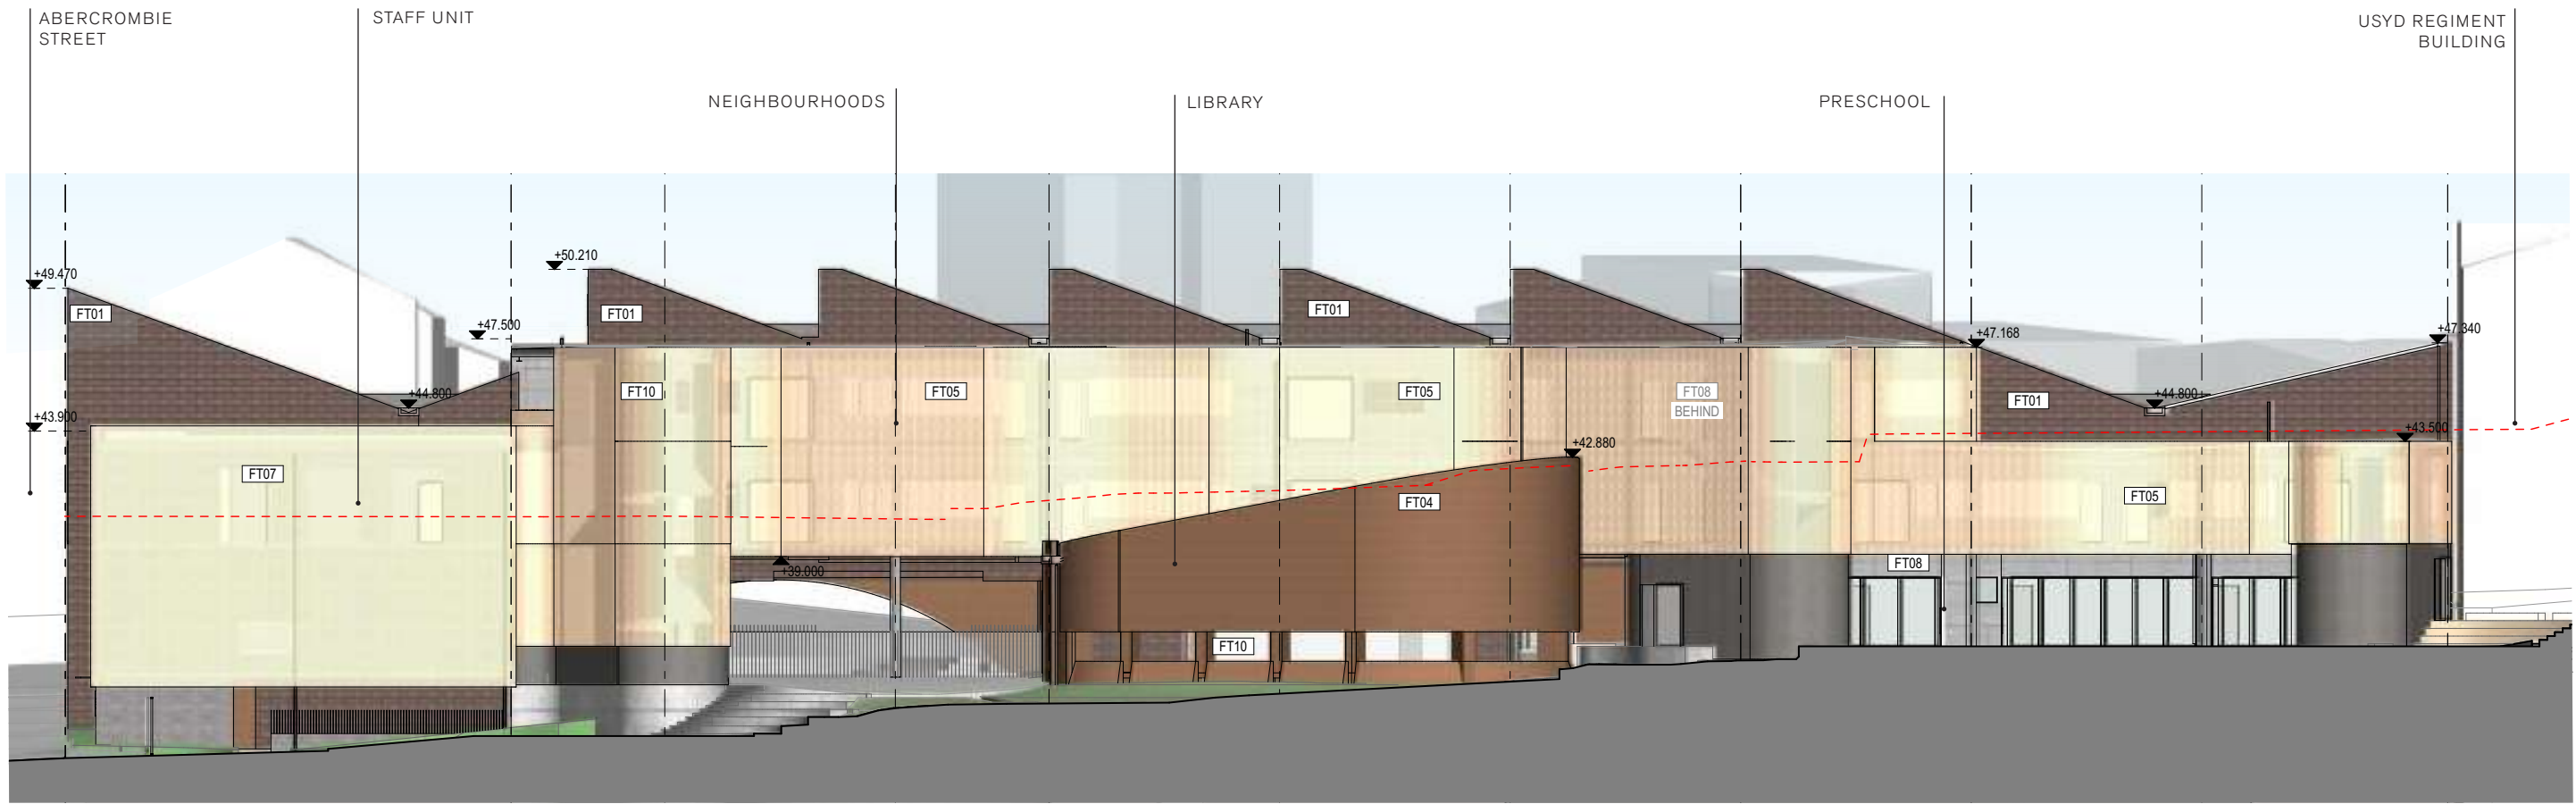 ABERCROMBIE
STREET
STAFF UNIT
USYD REGIMENT
BUILDING
NEIGHBOURHOODS
LIBRARY
PRESCHOOL
+50.210
+49.470
FT01
FT01
FT01
+47.500
+47.168
+47.340
+44.800
FT10
FT05
FT05
FT08
BEHIND
+44.800
FT01
+43.900
+43.500
+42.880
FT07
FT04
FT05
+39.000
FT08
FT10